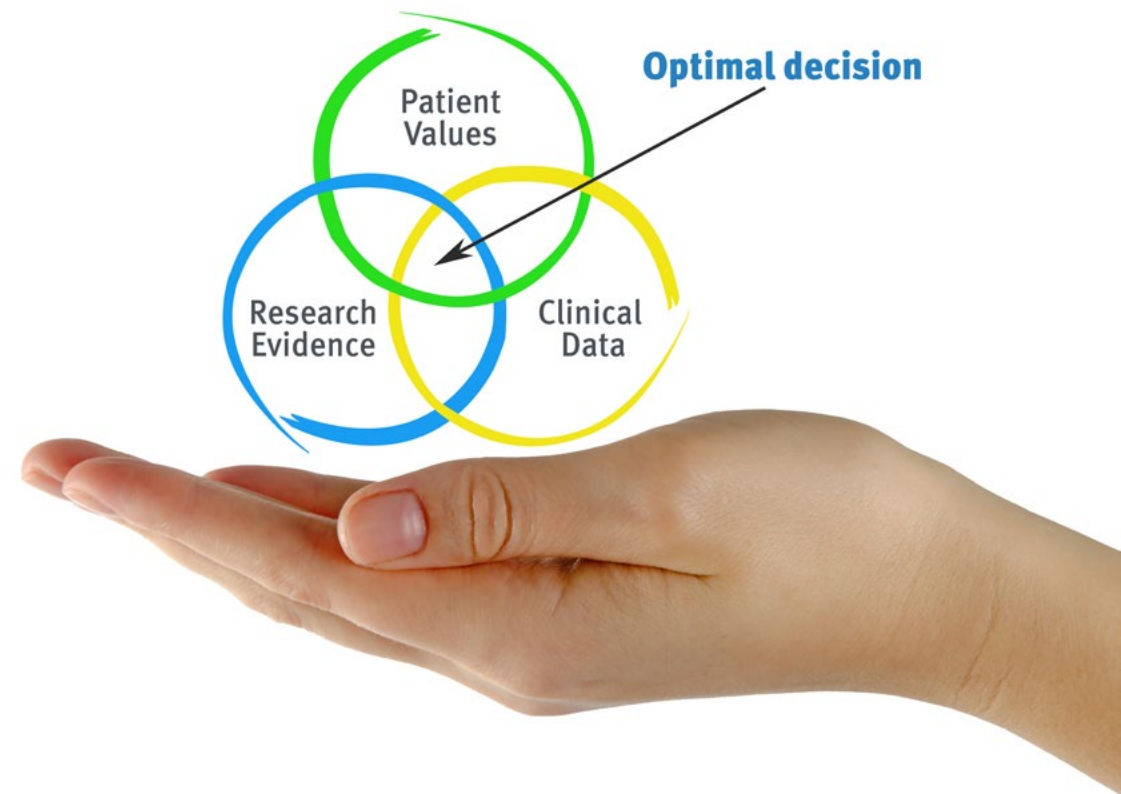 Optimal decision
Patient
Values
Research
Evidence
Clinical
Data